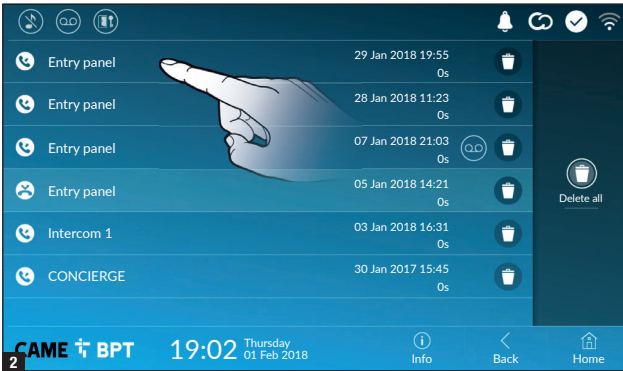 Entry panel 29 Jan 2018 19:55
0s
Entry panel 28 Jan 2018 11:23
0s
Entry panel 07 Jan 2018 21:03
0s
Entry panel 05 Jan 2018 14:21
0s
Delete all
Intercom 1 03 Jan 2018 16:31
0s
CONCIERGE 30 Jan 2017 15:45
0s
CAME BPT 19:02 Thursday
01 Feb 2018
Info Back Home
2